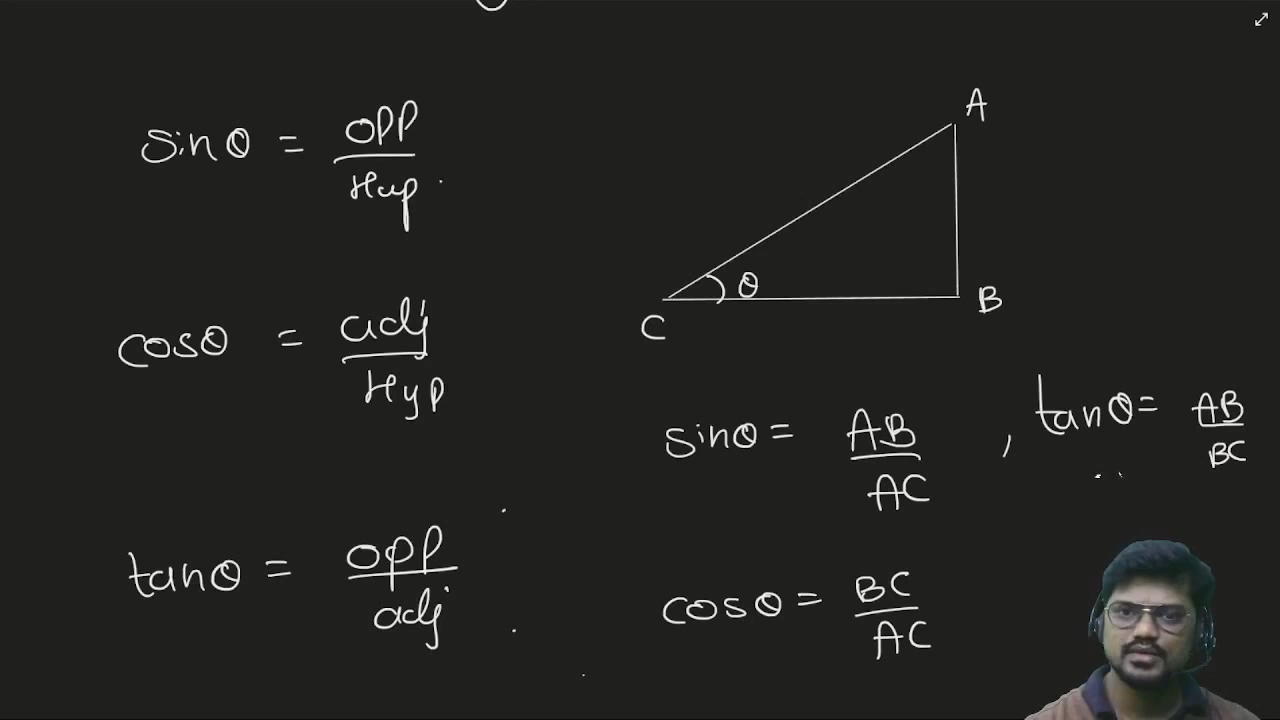 sinθ = opp / Hyp
cosθ = adj / Hyp
tanθ = opp / adj
A
θ
B
C
sinθ = AB / AC , tanθ = AB / BC
cosθ = BC / AC